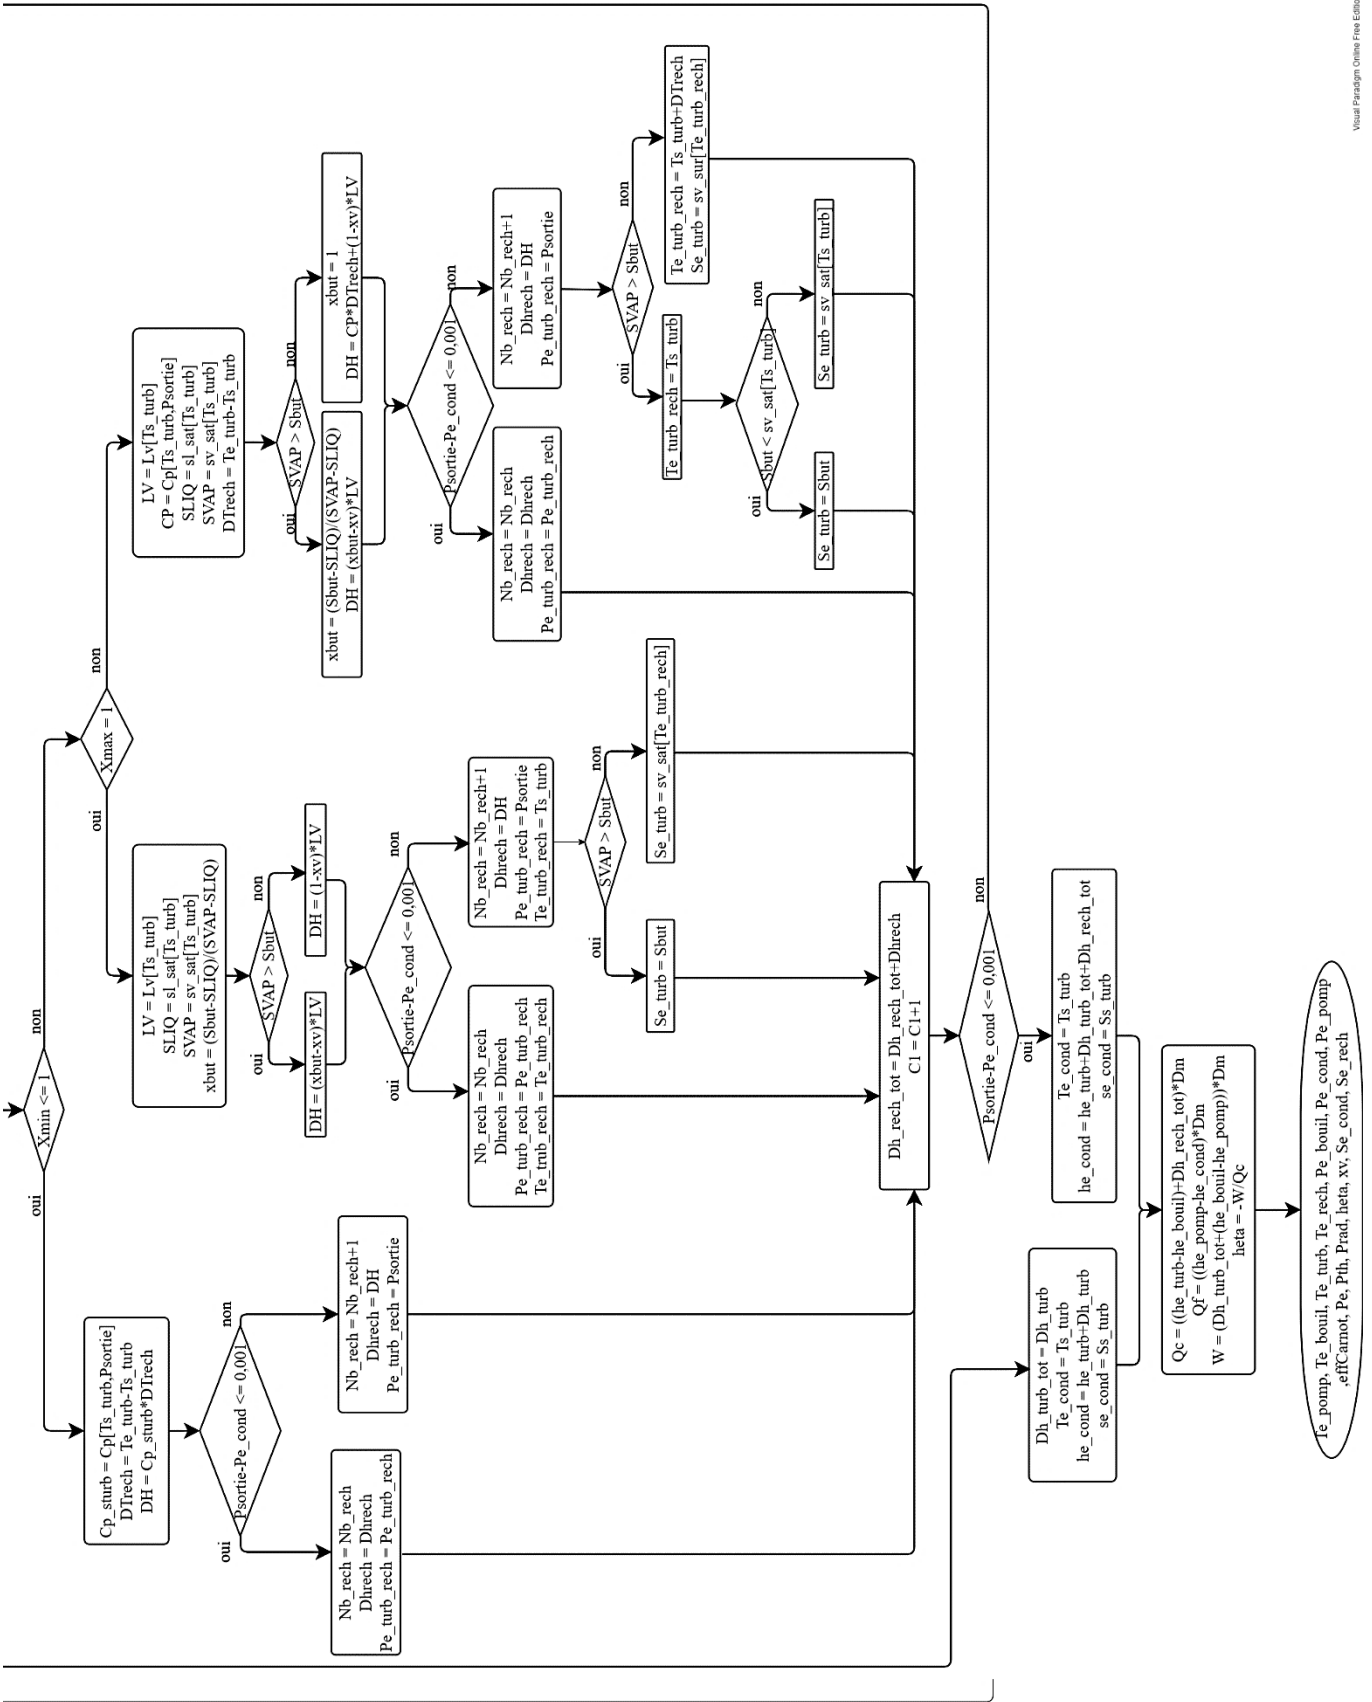 Xmin <= 1
oui
non
Cp_sturb = Cp[Ts_turb,Psortie]
DTrech = Te_turb-Ts_turb
DH = Cp_sturb*DTrech
Psortie-Pe_cond <= 0,001
oui
non
Nb_rech = Nb_rech
Dhrech = Dhrech
Pe_turb_rech = Pe_turb_rech
Nb_rech = Nb_rech+1
Dhrech = DH
Pe_turb_rech = Psortie
Xmax = 1
oui
non
LV = Lv[Ts_turb]
SLIQ = sl_sat[Ts_turb]
SVAP = sv_sat[Ts_turb]
xbut = (Sbut-SLIQ)/(SVAP-SLIQ)
SVAP > Sbut
oui
non
DH = (xbut-xv)*LV
DH = (1-xv)*LV
Psortie-Pe_cond <= 0,001
oui
non
Nb_rech = Nb_rech
Dhrech = Dhrech
Pe_turb_rech = Pe_turb_rech
Te_trub_rech = Te_turb_rech
Nb_rech = Nb_rech+1
Dhrech = DH
Pe_turb_rech = Psortie
Te_turb_rech = Ts_turb
SVAP > Sbut
oui
non
Se_turb = Sbut
Se_turb = sv_sat[Te_turb_rech]
LV = Lv[Ts_turb]
CP = Cp[Ts_turb,Psortie]
SLIQ = sl_sat[Ts_turb]
SVAP = sv_sat[Ts_turb]
DTrech = Te_turb-Ts_turb
SVAP > Sbut
oui
non
xbut = (Sbut-SLIQ)/(SVAP-SLIQ)
DH = (xbut-xv)*LV
xbut = 1
DH = CP*DTrech+(1-xv)*LV
Psortie-Pe_cond <= 0,001
oui
non
Nb_rech = Nb_rech
Dhrech = Dhrech
Pe_turb_rech = Pe_turb_rech
Nb_rech = Nb_rech+1
Dhrech = DH
Pe_turb_rech = Psortie
SVAP > Sbut
oui
non
Te_turb_rech = Ts_turb
Te_turb_rech = Ts_turb+DTrech
Se_turb = sv_sur[Te_turb_rech]
Sbut < sv_sat[Ts_turb]
oui
non
Se_turb = Sbut
Se_turb = sv_sat[Ts_turb]
Dh_rech_tot = Dh_rech_tot+Dhrech
C1 = C1+1
Psortie-Pe_cond <= 0,001
oui
non
Dh_turb_tot = Dh_turb
Te_cond = Ts_turb
he_cond = he_turb+Dh_turb
se_cond = Ss_turb
Te_cond = Ts_turb
he_cond = he_turb+Dh_turb_tot+Dh_rech_tot
se_cond = Ss_turb
Qc = ((he_turb-he_bouil)+Dh_rech_tot)*Dm
Qf = ((he_pomp-he_cond)*Dm
W = (Dh_turb_tot+(he_bouil-he_pomp))*Dm
heta = -W/Qc
Te_pomp, Te_bouil, Te_turb, Te_rech, Pe_bouil, Pe_cond, Pe_pomp
,effCarnot, Pe, Pth, Prad, heta, xv, Se_cond, Se_rech
Visual Paradigm Online Free Editio